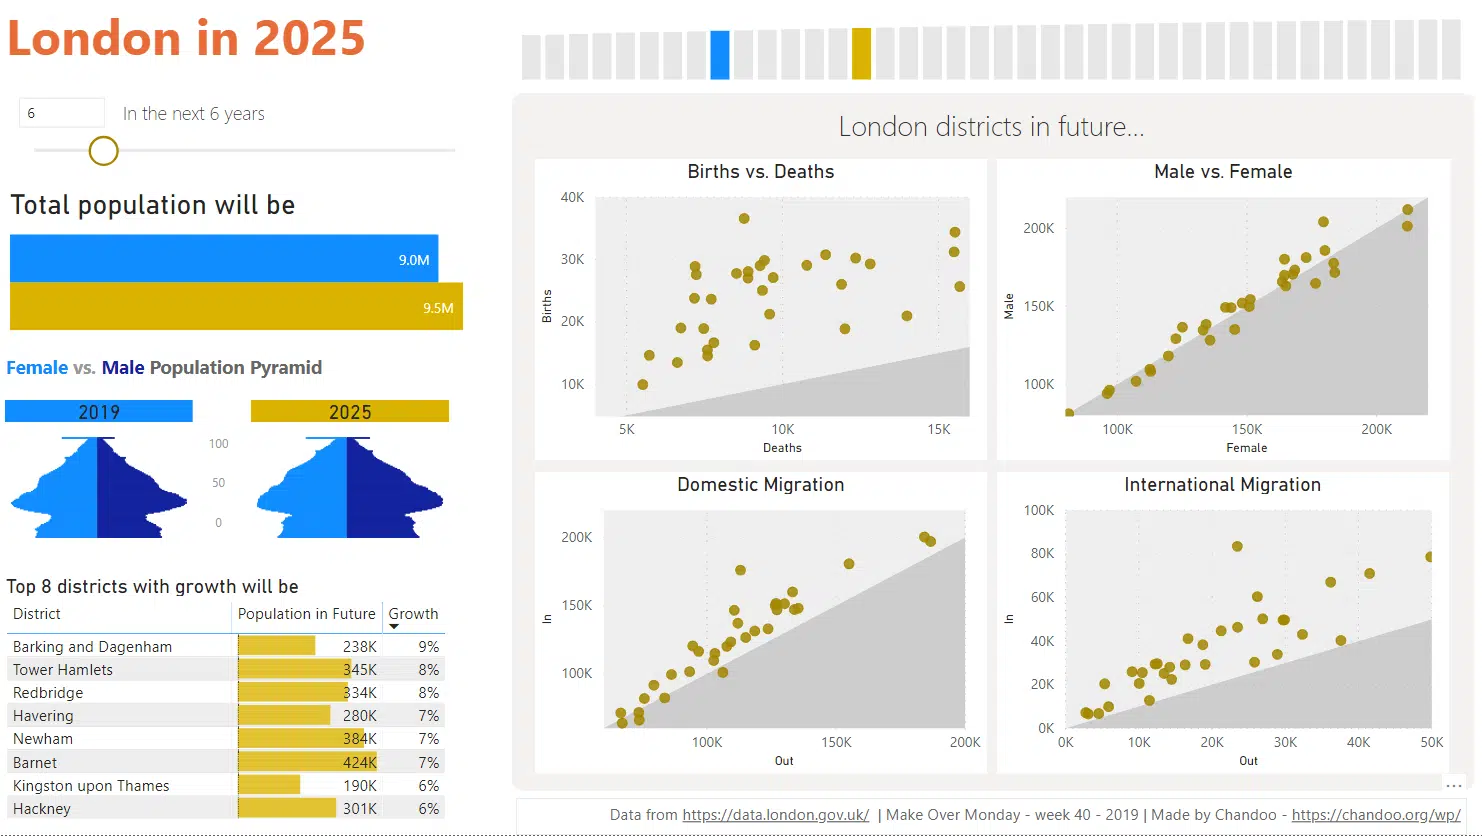 London in 2025
6
In the next 6 years
Total population will be
9.0M
9.5M
Female vs. Male Population Pyramid
2019
2025
100
50
0
Top 8 districts with growth will be
District Population in Future Growth
Barking and Dagenham 238K 9%
Tower Hamlets 345K 8%
Redbridge 334K 8%
Havering 280K 7%
Newham 384K 7%
Barnet 424K 7%
Kingston upon Thames 190K 6%
Hackney 301K 6%
London districts in future...
Births vs. Deaths
40K
30K
20K
10K
Births
5K 10K 15K
Deaths
Male vs. Female
200K
150K
100K
Male
100K 150K 200K
Female
Domestic Migration
200K
150K
100K
In
100K 150K 200K
Out
International Migration
100K
80K
60K
40K
20K
0K
In
0K 10K 20K 30K 40K 50K
Out
Data from https://data.london.gov.uk/ | Make Over Monday - week 40 - 2019 | Made by Chandoo - https://chandoo.org/wp/